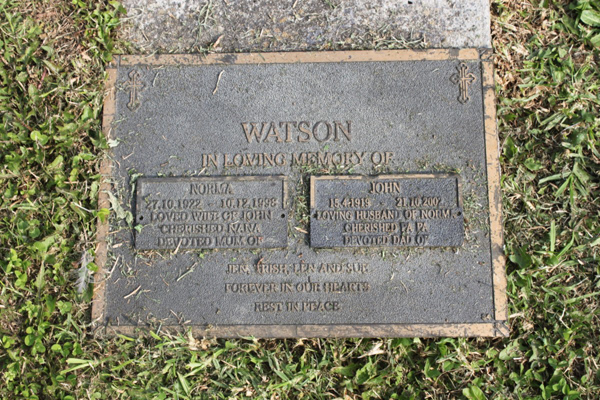 WATSON
IN LOVING MEMORY OF
NORMA
27.10.1922 - 10.12.1998
LOVED WIFE OF JOHN
CHERISHED NANA
DEVOTED MUM OF
JOHN
15.4.1919 - 21.10.2002
LOVING HUSBAND OF NORMA
CHERISHED PA PA
DEVOTED DAD OF
JEN, TRISH, LEN AND SUE
FOREVER IN OUR HEARTS
REST IN PEACE